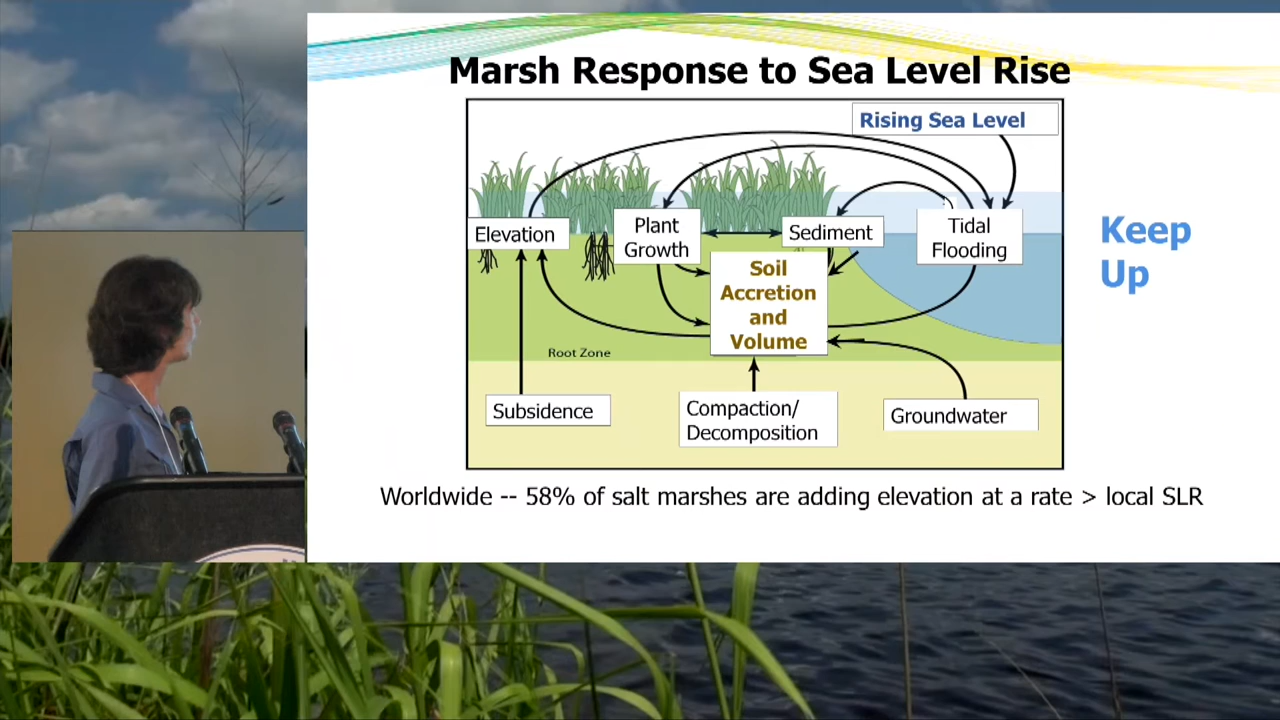 Marsh Response to Sea Level Rise
Rising Sea Level
Elevation
Plant
Growth
Sediment
Tidal
Flooding
Keep
Up
Soil
Accretion
and
Volume
Root Zone
Subsidence
Compaction/
Decomposition
Groundwater
Worldwide -- 58% of salt marshes are adding elevation at a rate > local SLR